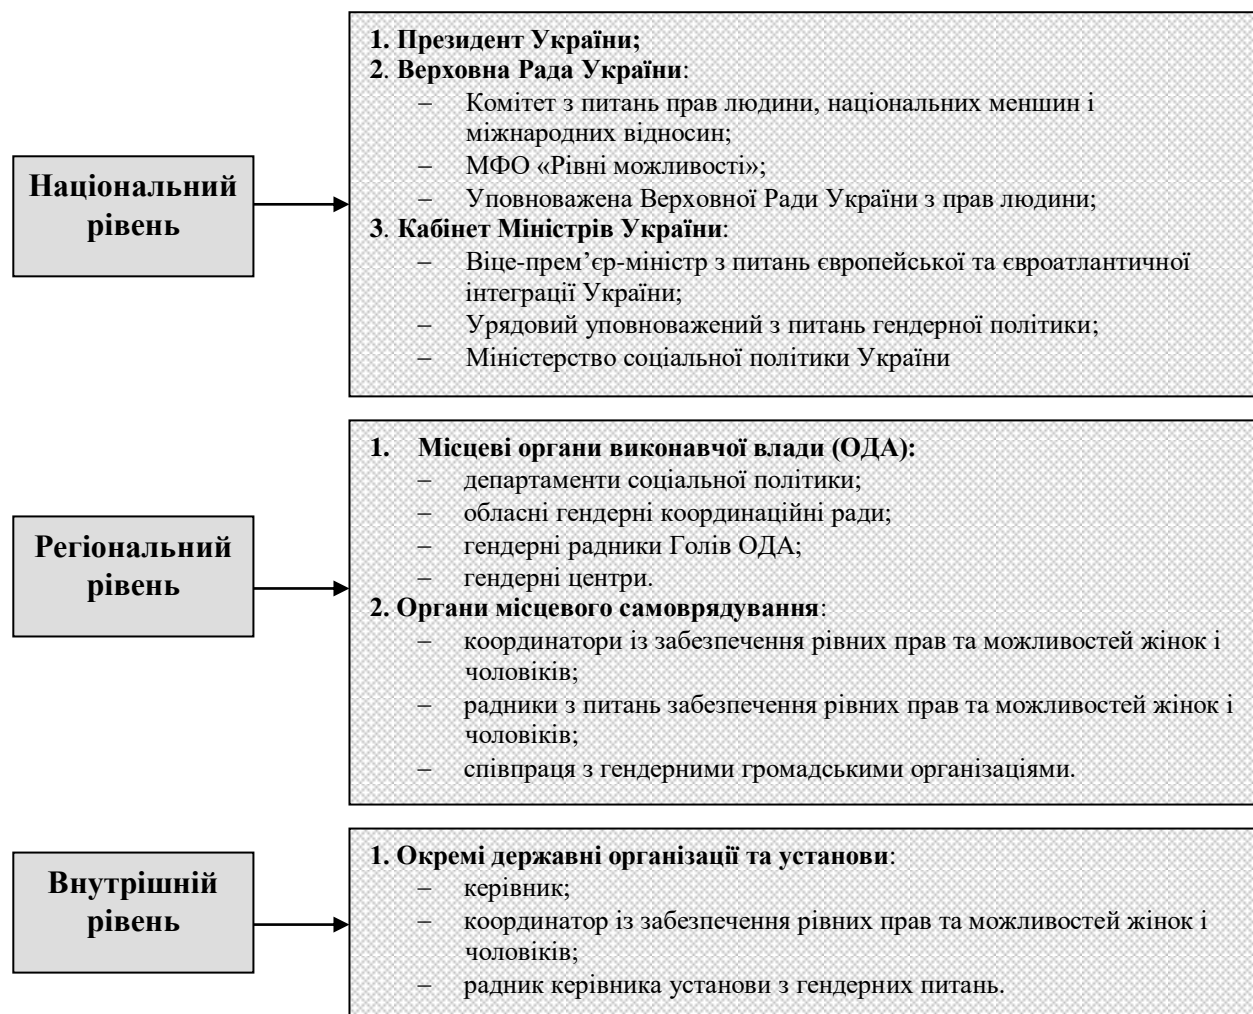 Національний
рівень
1. Президент України;
2. Верховна Рада України:
– Комітет з питань прав людини, національних меншин і
міжнародних відносин;
– МФО «Рівні можливості»;
– Уповноважена Верховної Ради України з прав людини;
3. Кабінет Міністрів України:
– Віце-прем’єр-міністр з питань європейської та євроатлантичної
інтеграції України;
– Урядовий уповноважений з питань гендерної політики;
– Міністерство соціальної політики України
Регіональний
рівень
1. Місцеві органи виконавчої влади (ОДА):
– департаменти соціальної політики;
– обласні гендерні координаційні ради;
– гендерні радники Голів ОДА;
– гендерні центри.
2. Органи місцевого самоврядування:
– координатори із забезпечення рівних прав та можливостей жінок і
чоловіків;
– радники з питань забезпечення рівних прав та можливостей жінок і
чоловіків;
– співпраця з гендерними громадськими організаціями.
Внутрішній
рівень
1. Окремі державні організації та установи:
– керівник;
– координатор із забезпечення рівних прав та можливостей жінок і
чоловіків;
– радник керівника установи з гендерних питань.